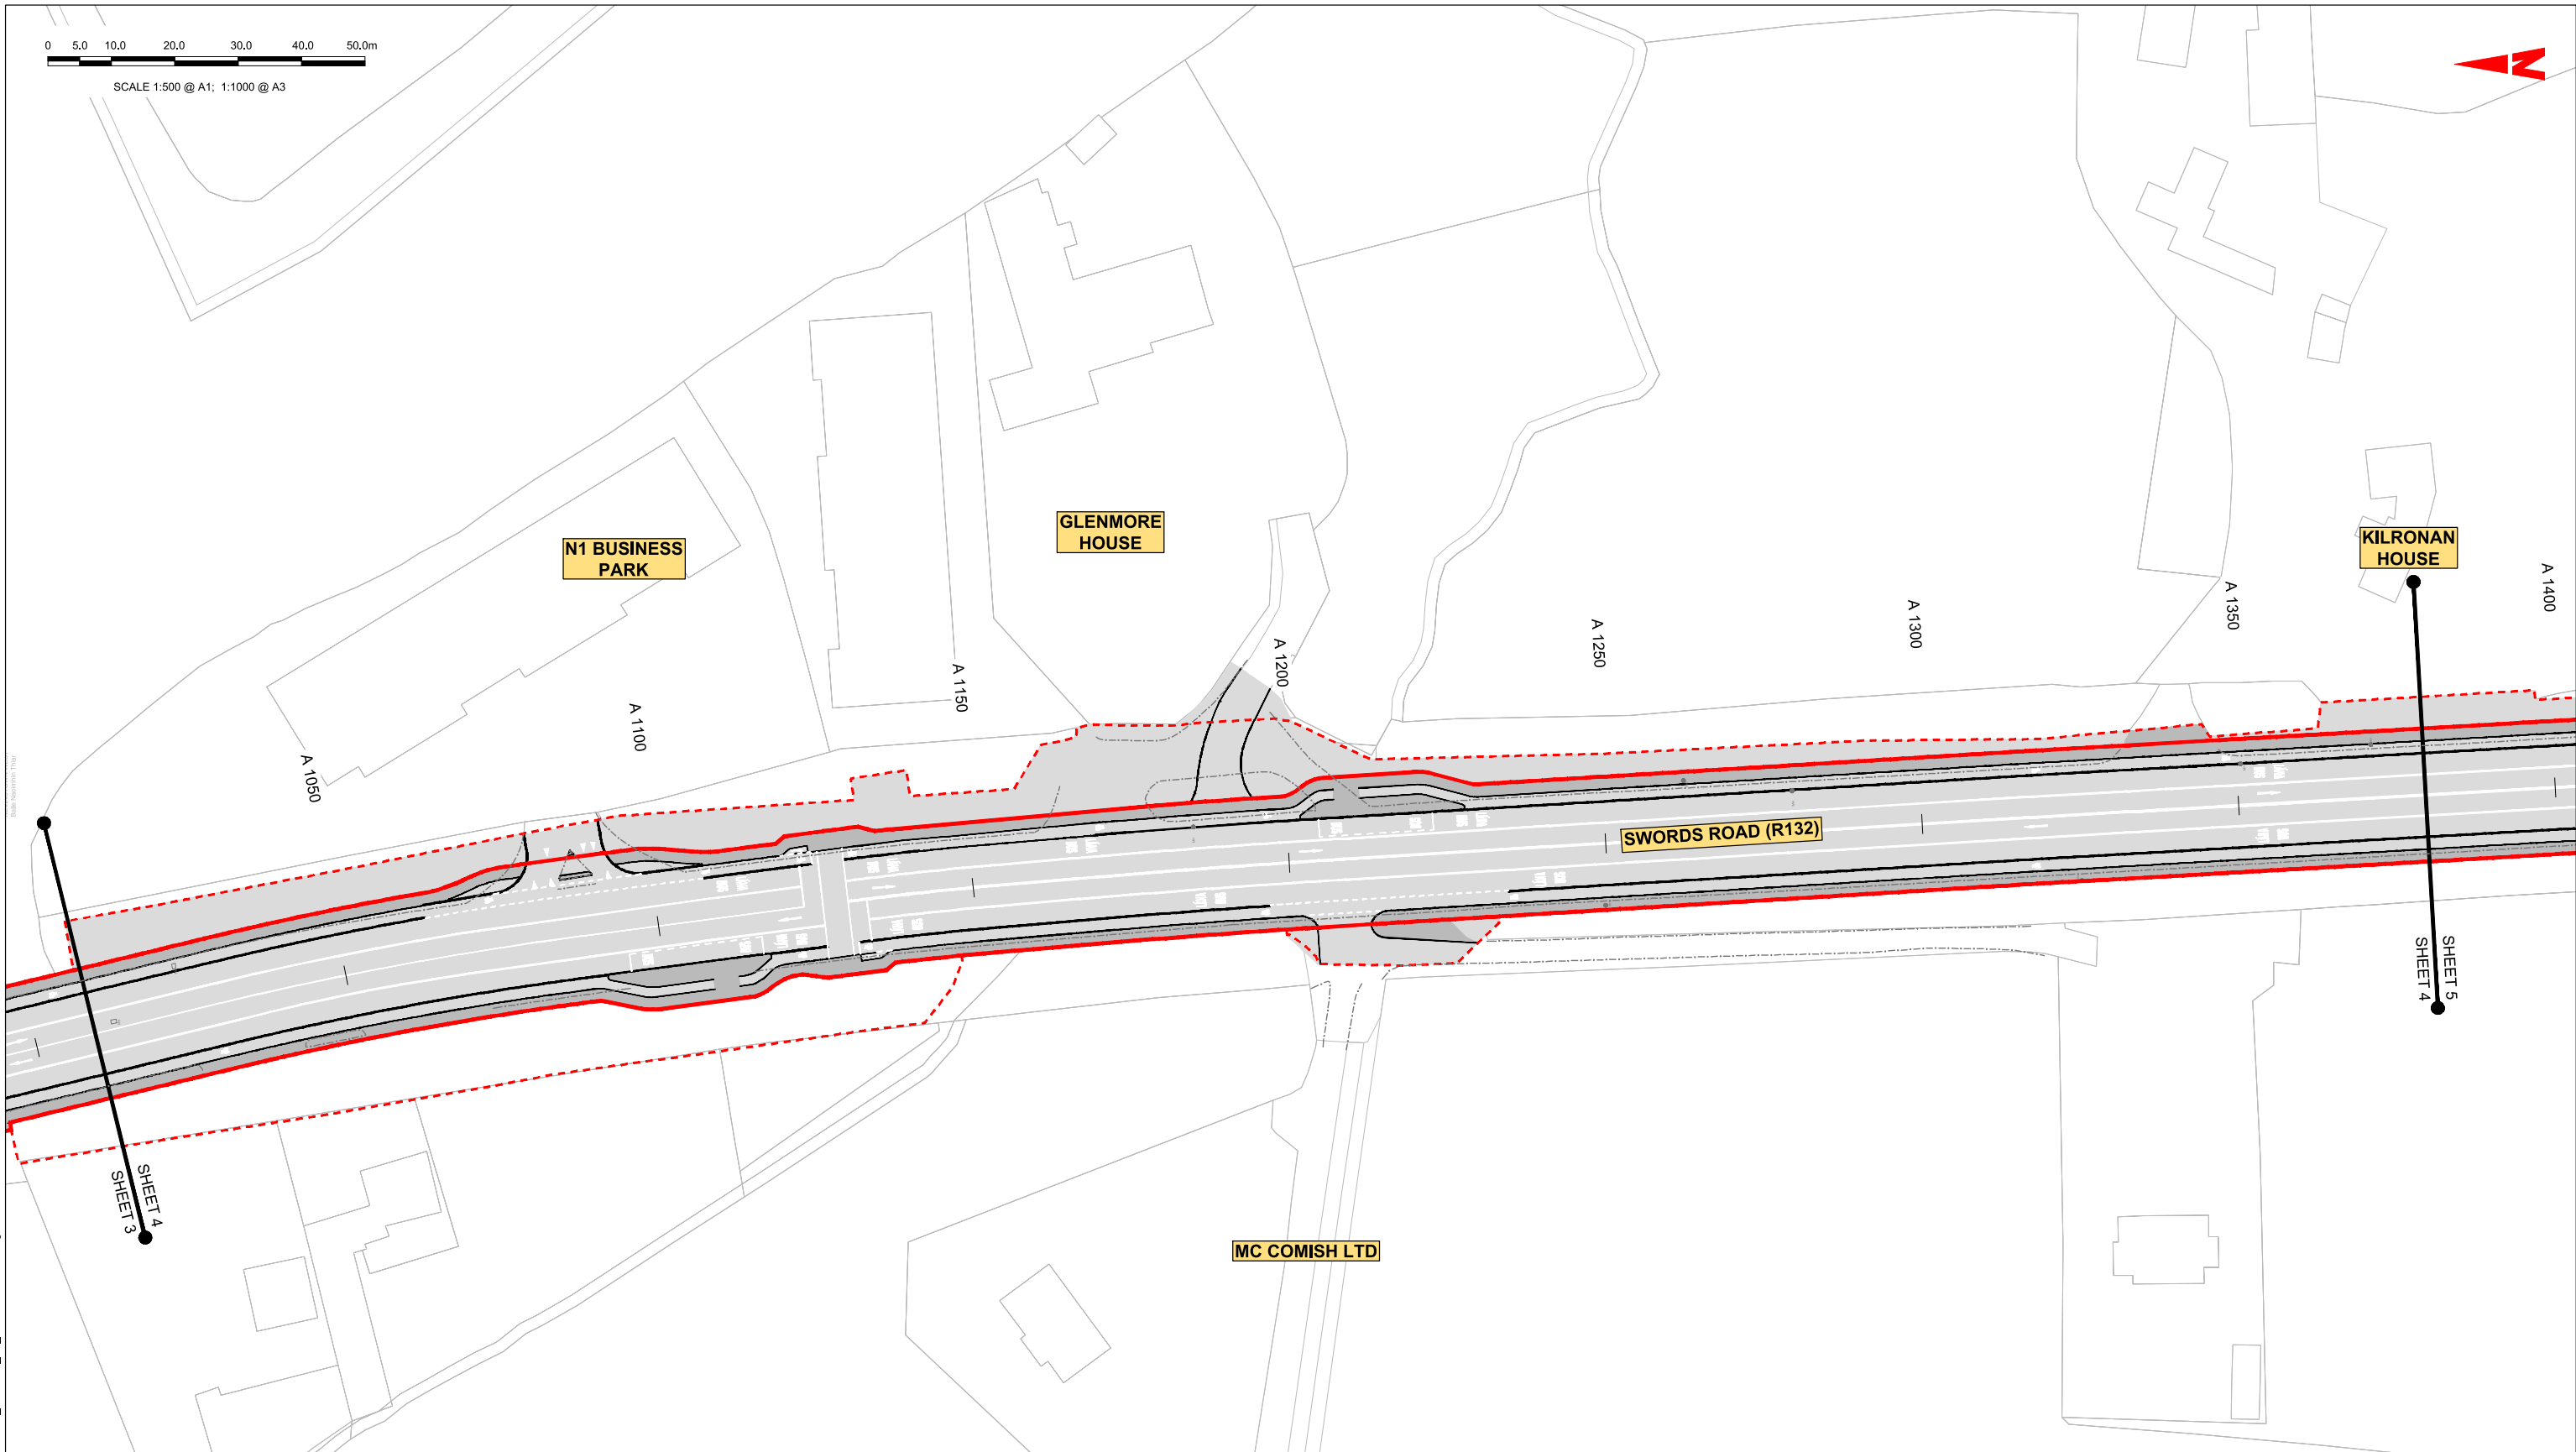 0 5.0 10.0 20.0 30.0 40.0 50.0m
SCALE 1:500 @ A1; 1:1000 @ A3
N
N1 BUSINESS
PARK
GLENMORE
HOUSE
KILRONAN
HOUSE
A 1050
A 1100
A 1150
A 1200
A 1250
A 1300
A 1350
A 1400
SWORDS ROAD (R132)
MC COMISH LTD
SHEET 4
SHEET 3
SHEET 5
SHEET 4